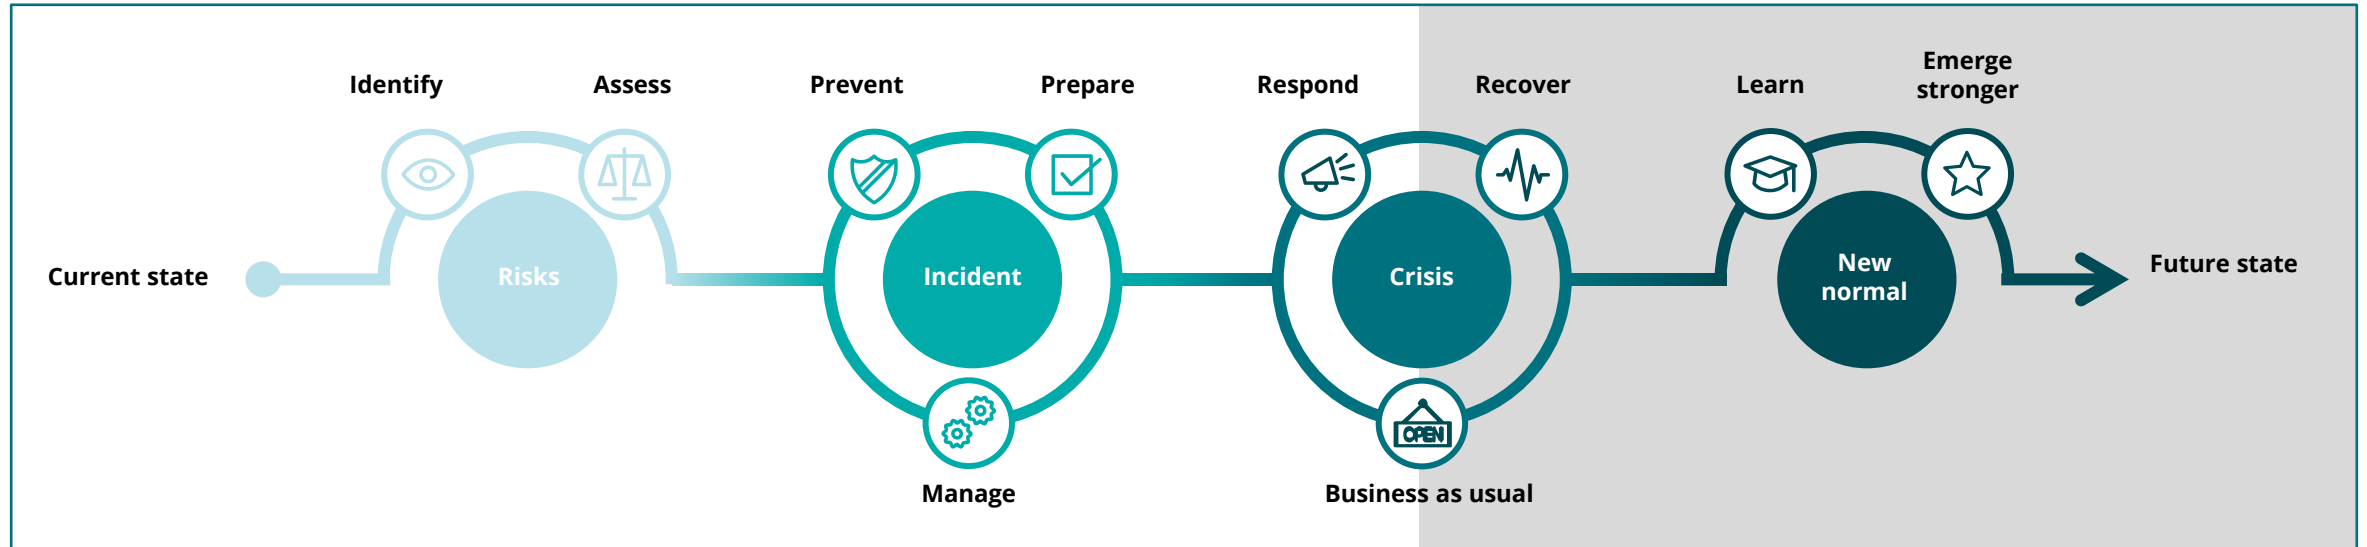 Identify
Assess
Prevent
Prepare
Respond
Recover
Learn
Emerge
stronger
Current state
Risks
Incident
Crisis
New
normal
Future state
OPEN
Manage
Business as usual